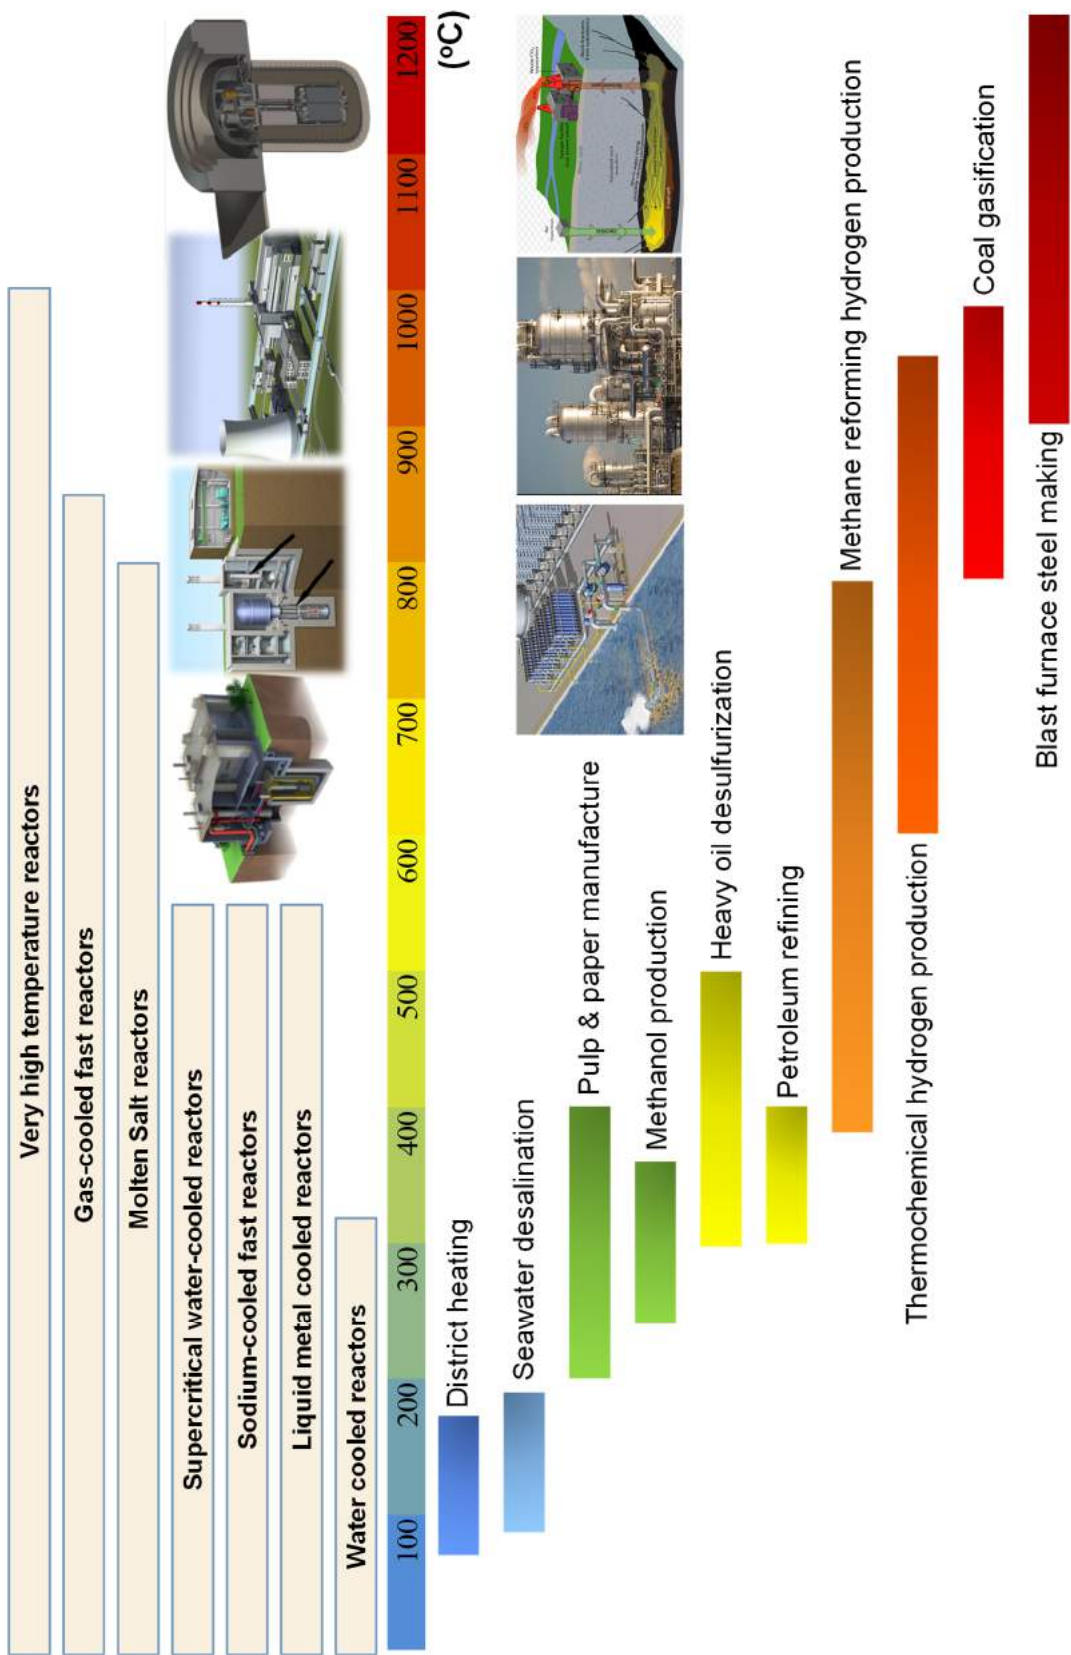 Very high temperature reactors
Gas-cooled fast reactors
Molten Salt reactors
Supercritical water-cooled reactors
Sodium-cooled fast reactors
Liquid metal cooled reactors
Water cooled reactors
100 200 300 400 500 600 700 800 900 1000 1100 1200
(ºC)
District heating
Seawater desalination
Pulp & paper manufacture
Methanol production
Heavy oil desulfurization
Petroleum refining
Methane reforming hydrogen production
Thermochemical hydrogen production
Coal gasification
Blast furnace steel making